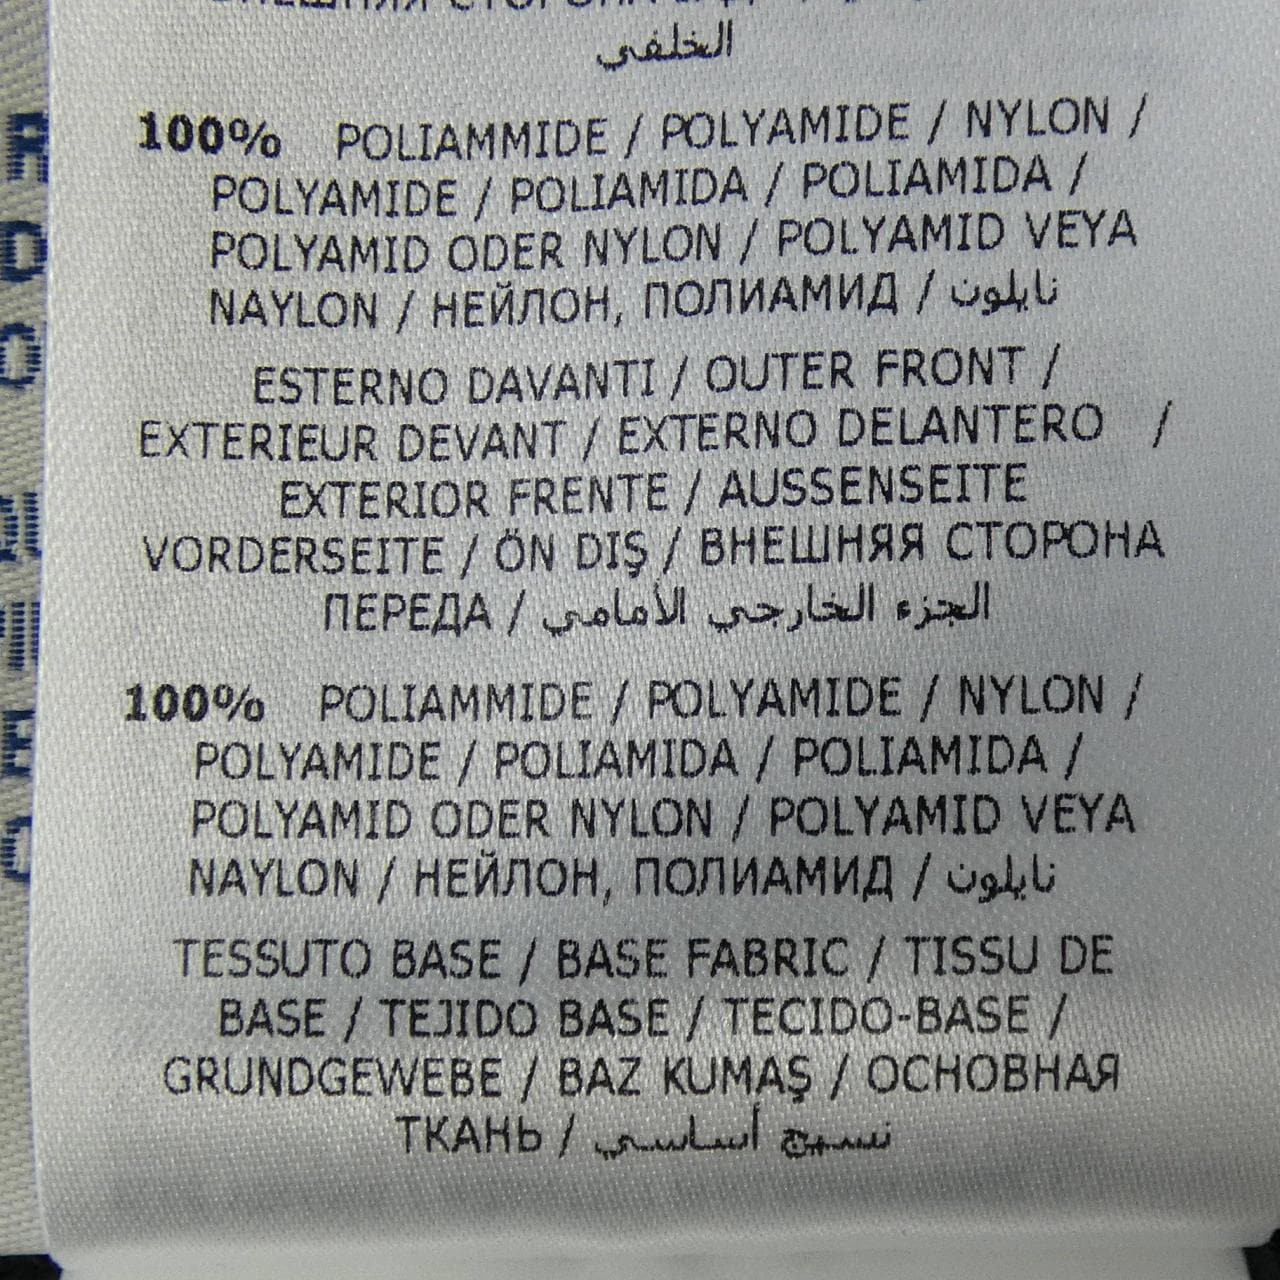 ВНЕШНЯЯ СТОРОНА
الخلفي
100% POLIAMMIDE / POLYAMIDE / NYLON /
POLYAMIDE / POLIAMIDA / POLIAMIDA /
POLYAMID ODER NYLON / POLYAMID VEYA
NAYLON / НЕЙЛОН, ПОЛИАМИД / نايلون
ESTERNO DAVANTI / OUTER FRONT /
EXTERIEUR DEVANT / EXTERNO DELANTERO /
EXTERIOR FRENTE / AUSSENSEITE
VORDERSEITE / ÖN DIŞ / ВНЕШНЯЯ СТОРОНА
ПЕРЕДА / الجزء الخارجي الأمامي
100% POLIAMMIDE / POLYAMIDE / NYLON /
POLYAMIDE / POLIAMIDA / POLIAMIDA /
POLYAMID ODER NYLON / POLYAMID VEYA
NAYLON / НЕЙЛОН, ПОЛИАМИД / نايلون
TESSUTO BASE / BASE FABRIC / TISSU DE
BASE / TEJIDO BASE / TECIDO-BASE /
GRUNDGEWEBE / BAZ KUMAŞ / ОСНОВНАЯ
ТКАНЬ / نسيج أساسي